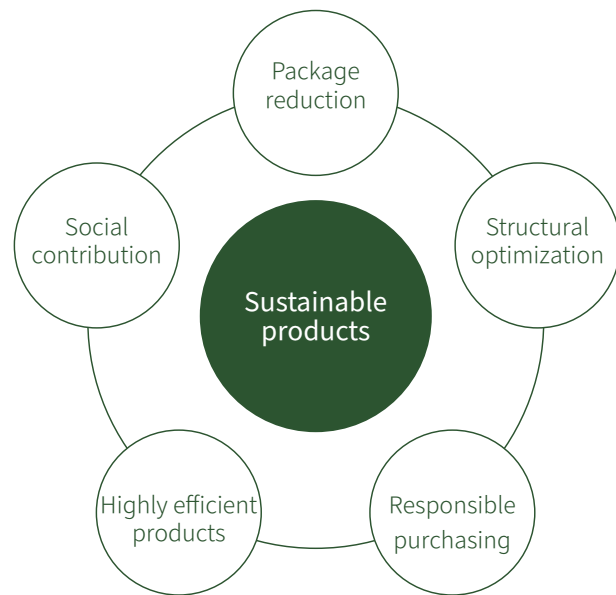 Package
reduction
Social
contribution
Structural
optimization
Sustainable
products
Highly efficient
products
Responsible
purchasing